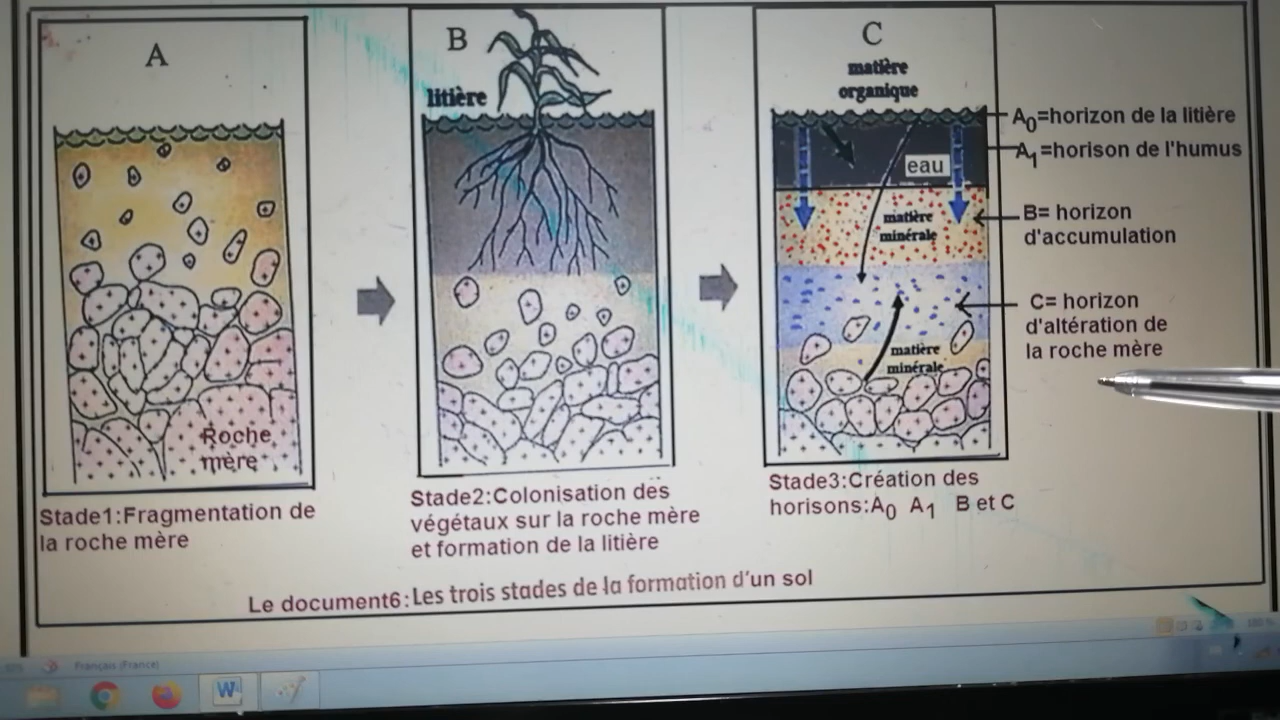 A
Roche
mère
Stade1:Fragmentation de
la roche mère
B
litière
Stade2:Colonisation des
végétaux sur la roche mère
et formation de la litière
C
matière
organique
eau
matière
minérale
matière
minérale
A0=horizon de la litière
A1=horison de l'humus
B= horizon
d'accumulation
C= horizon
d'altération de
la roche mère
Stade3:Création des
horisons:A0 A1 B et C
Le document6:Les trois stades de la formation d'un sol
Français (France)
W